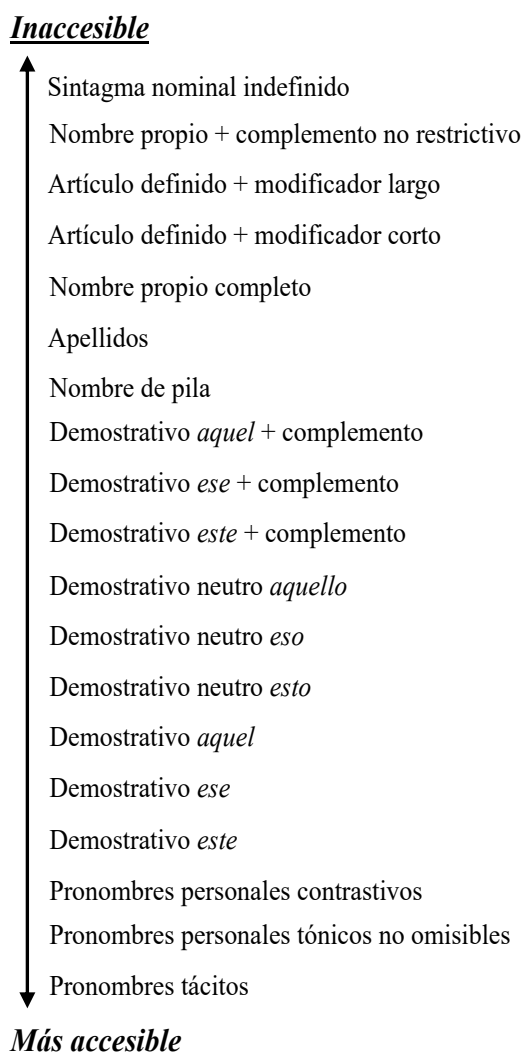 Inaccesible
Sintagma nominal indefinido
Nombre propio + complemento no restrictivo
Artículo definido + modificador largo
Artículo definido + modificador corto
Nombre propio completo
Apellidos
Nombre de pila
Demostrativo aquel + complemento
Demostrativo ese + complemento
Demostrativo este + complemento
Demostrativo neutro aquello
Demostrativo neutro eso
Demostrativo neutro esto
Demostrativo aquel
Demostrativo ese
Demostrativo este
Pronombres personales contrastivos
Pronombres personales tónicos no omisibles
Pronombres tácitos
Más accesible